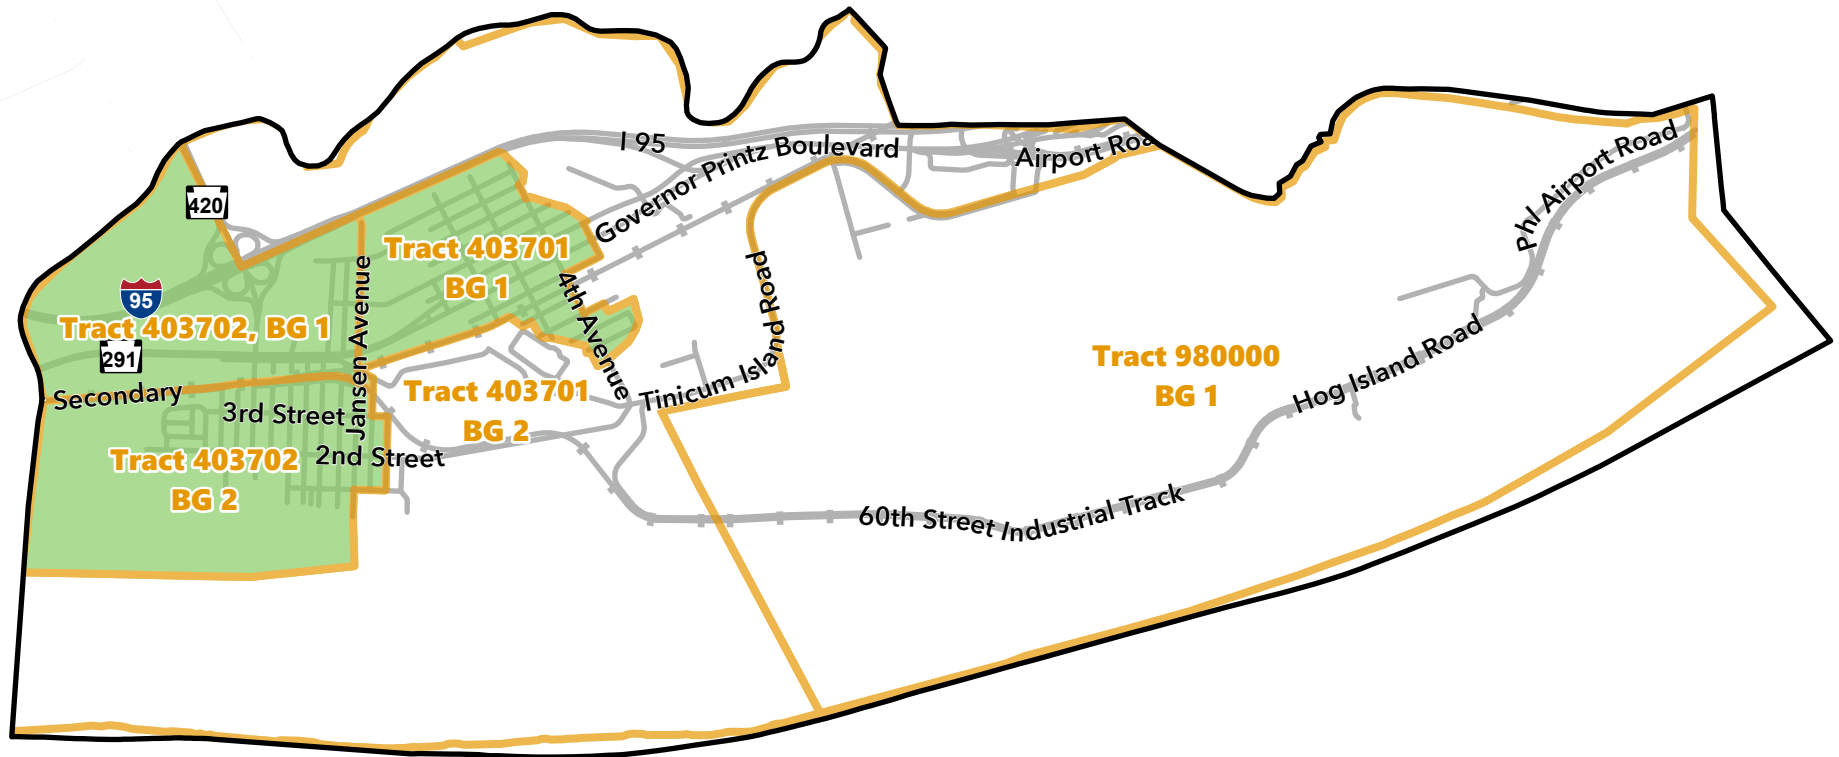 I 95
Governor Printz Boulevard
Airport Roa
Phl Airport Road
420
Tract 403701
BG 1
95
Tract 403702, BG 1
291
Jansen Avenue
4th Avenue
Tinicum Island Road
Tract 980000
BG 1
Hog Island Road
Secondary
3rd Street
Tract 403701
BG 2
2nd Street
Tract 403702
BG 2
60th Street Industrial Track